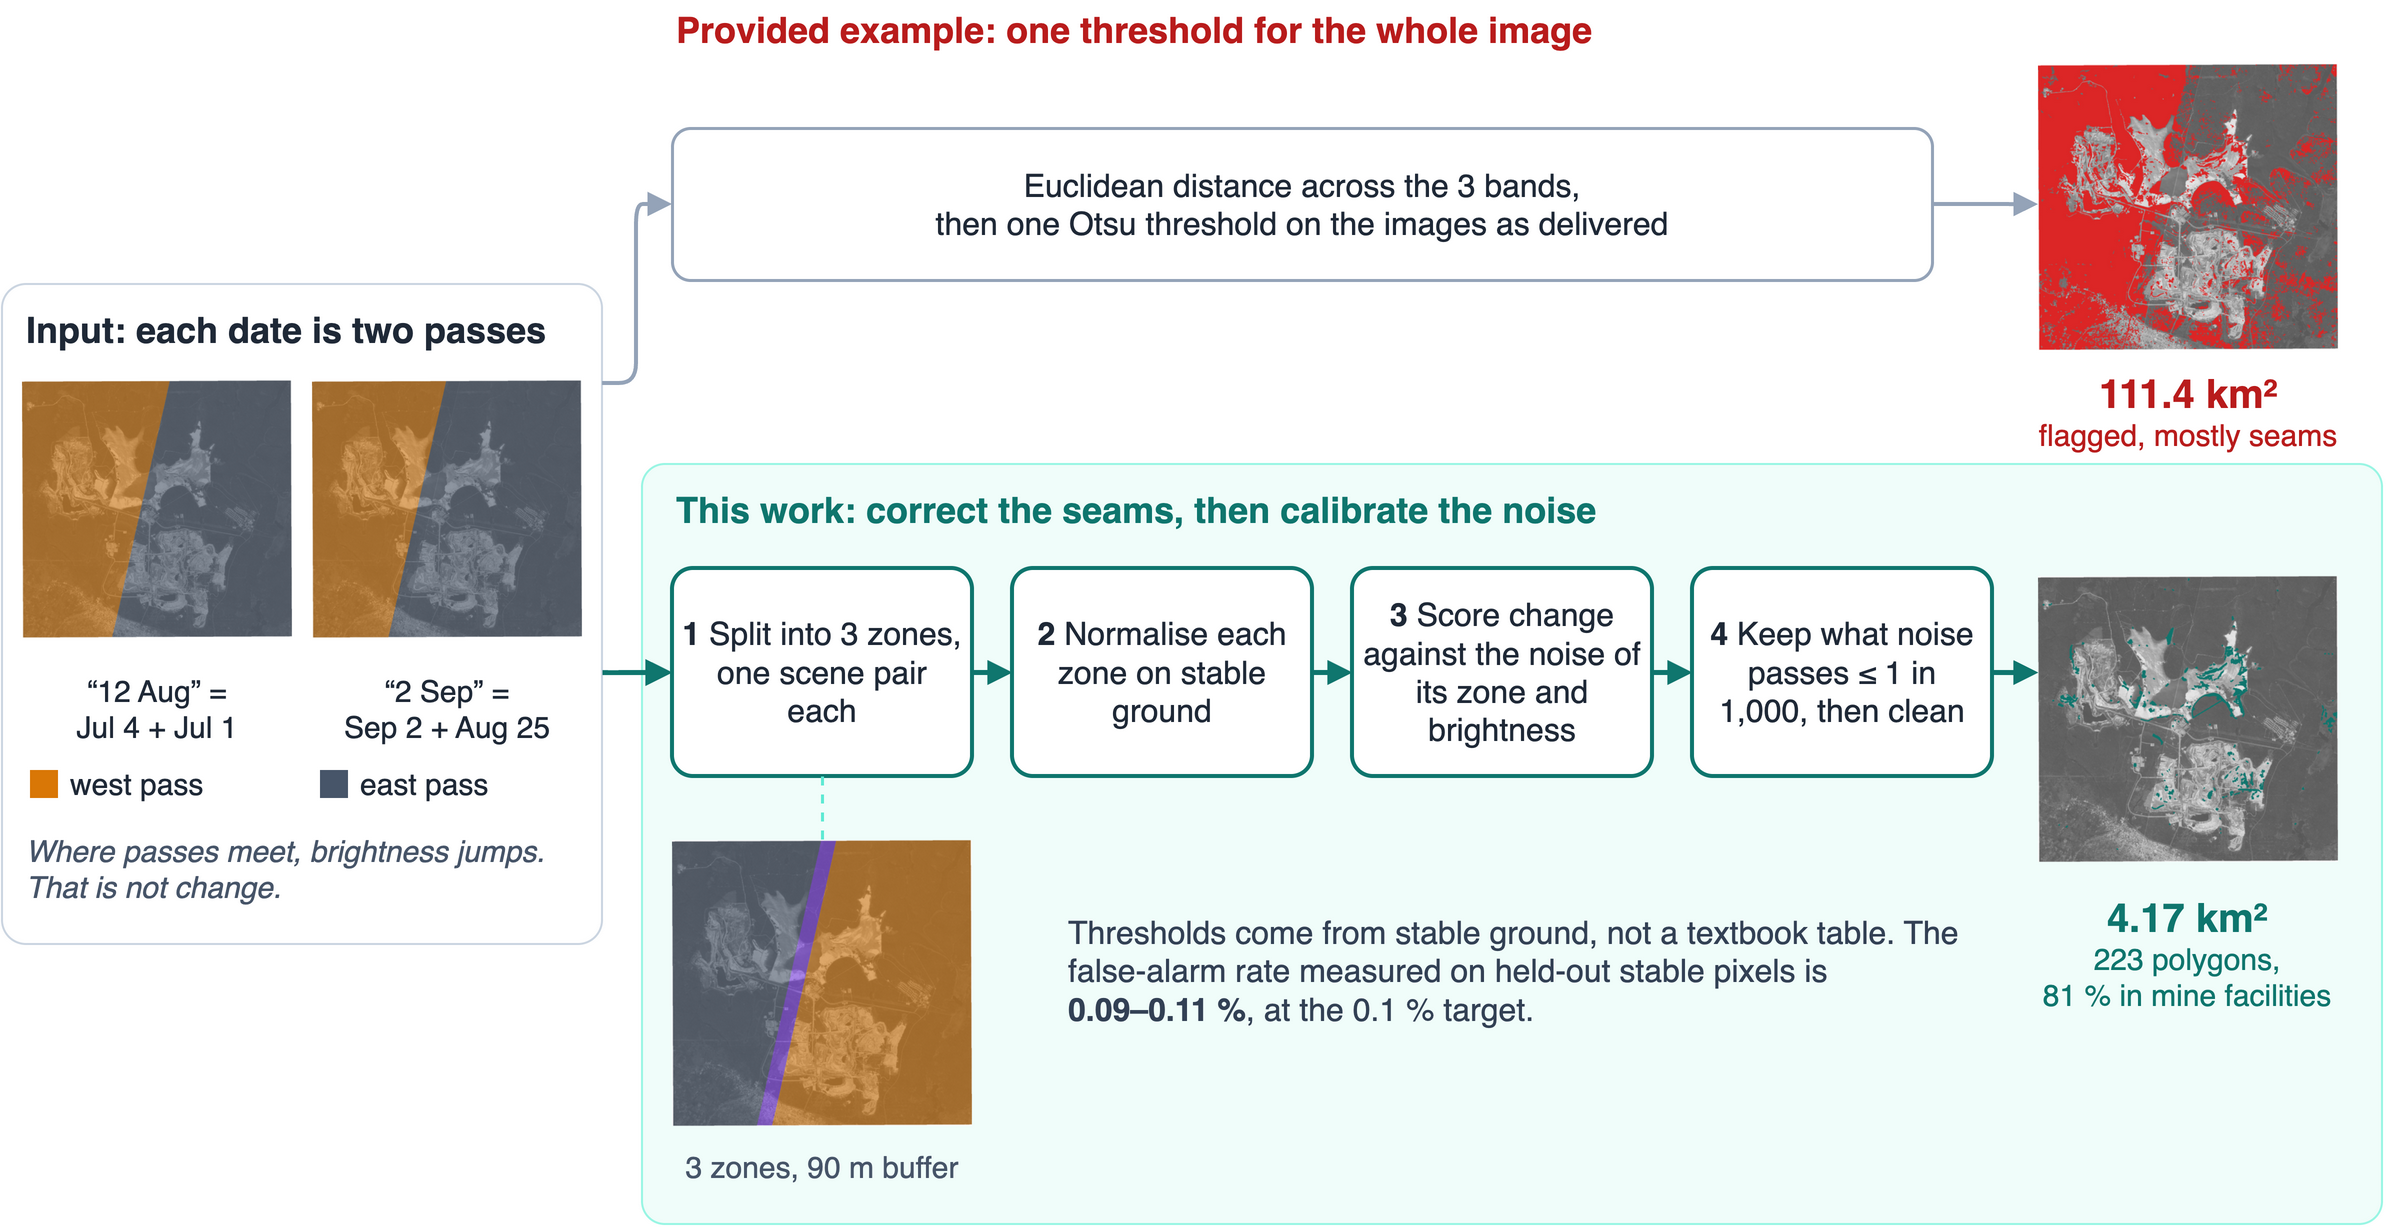 Provided example: one threshold for the whole image
Euclidean distance across the 3 bands,
then one Otsu threshold on the images as delivered
111.4 km²
flagged, mostly seams
Input: each date is two passes
“12 Aug” =
Jul 4 + Jul 1
“2 Sep” =
Sep 2 + Aug 25
west pass
east pass
Where passes meet, brightness jumps.
That is not change.
This work: correct the seams, then calibrate the noise
1 Split into 3 zones,
one scene pair
each
2 Normalise each
zone on stable
ground
3 Score change
against the noise of
its zone and
brightness
4 Keep what noise
passes ≤ 1 in
1,000, then clean
4.17 km²
223 polygons,
81 % in mine facilities
Thresholds come from stable ground, not a textbook table. The
false-alarm rate measured on held-out stable pixels is
0.09–0.11 %, at the 0.1 % target.
3 zones, 90 m buffer